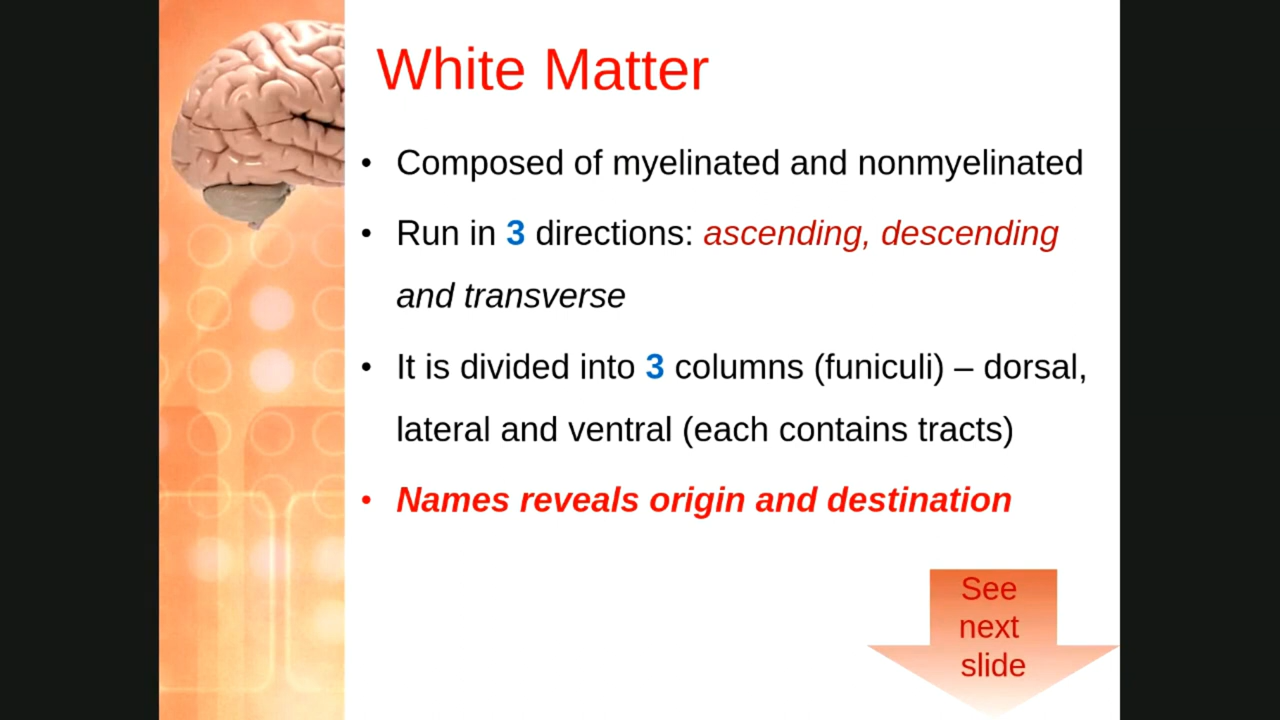 White Matter
• Composed of myelinated and nonmyelinated
• Run in 3 directions: ascending, descending
and transverse
• It is divided into 3 columns (funiculi) – dorsal,
lateral and ventral (each contains tracts)
• Names reveals origin and destination
See
next
slide